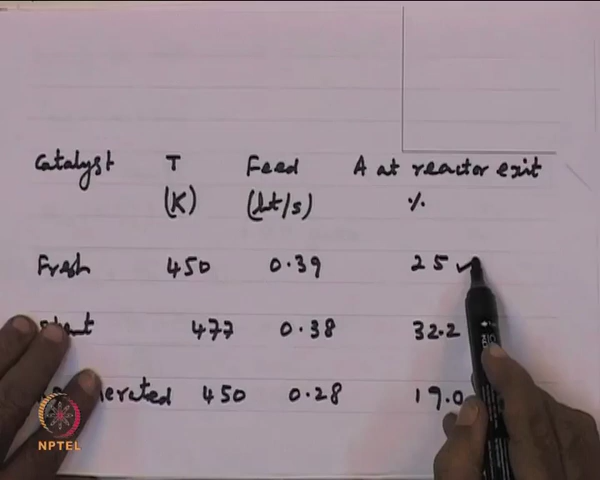 Catalyst T Feed A at reactor exit
(K) (lit/s) %
Fresh 450 0.39 25 ✓
477 0.38 32.2
450 0.28 19.0
NPTEL